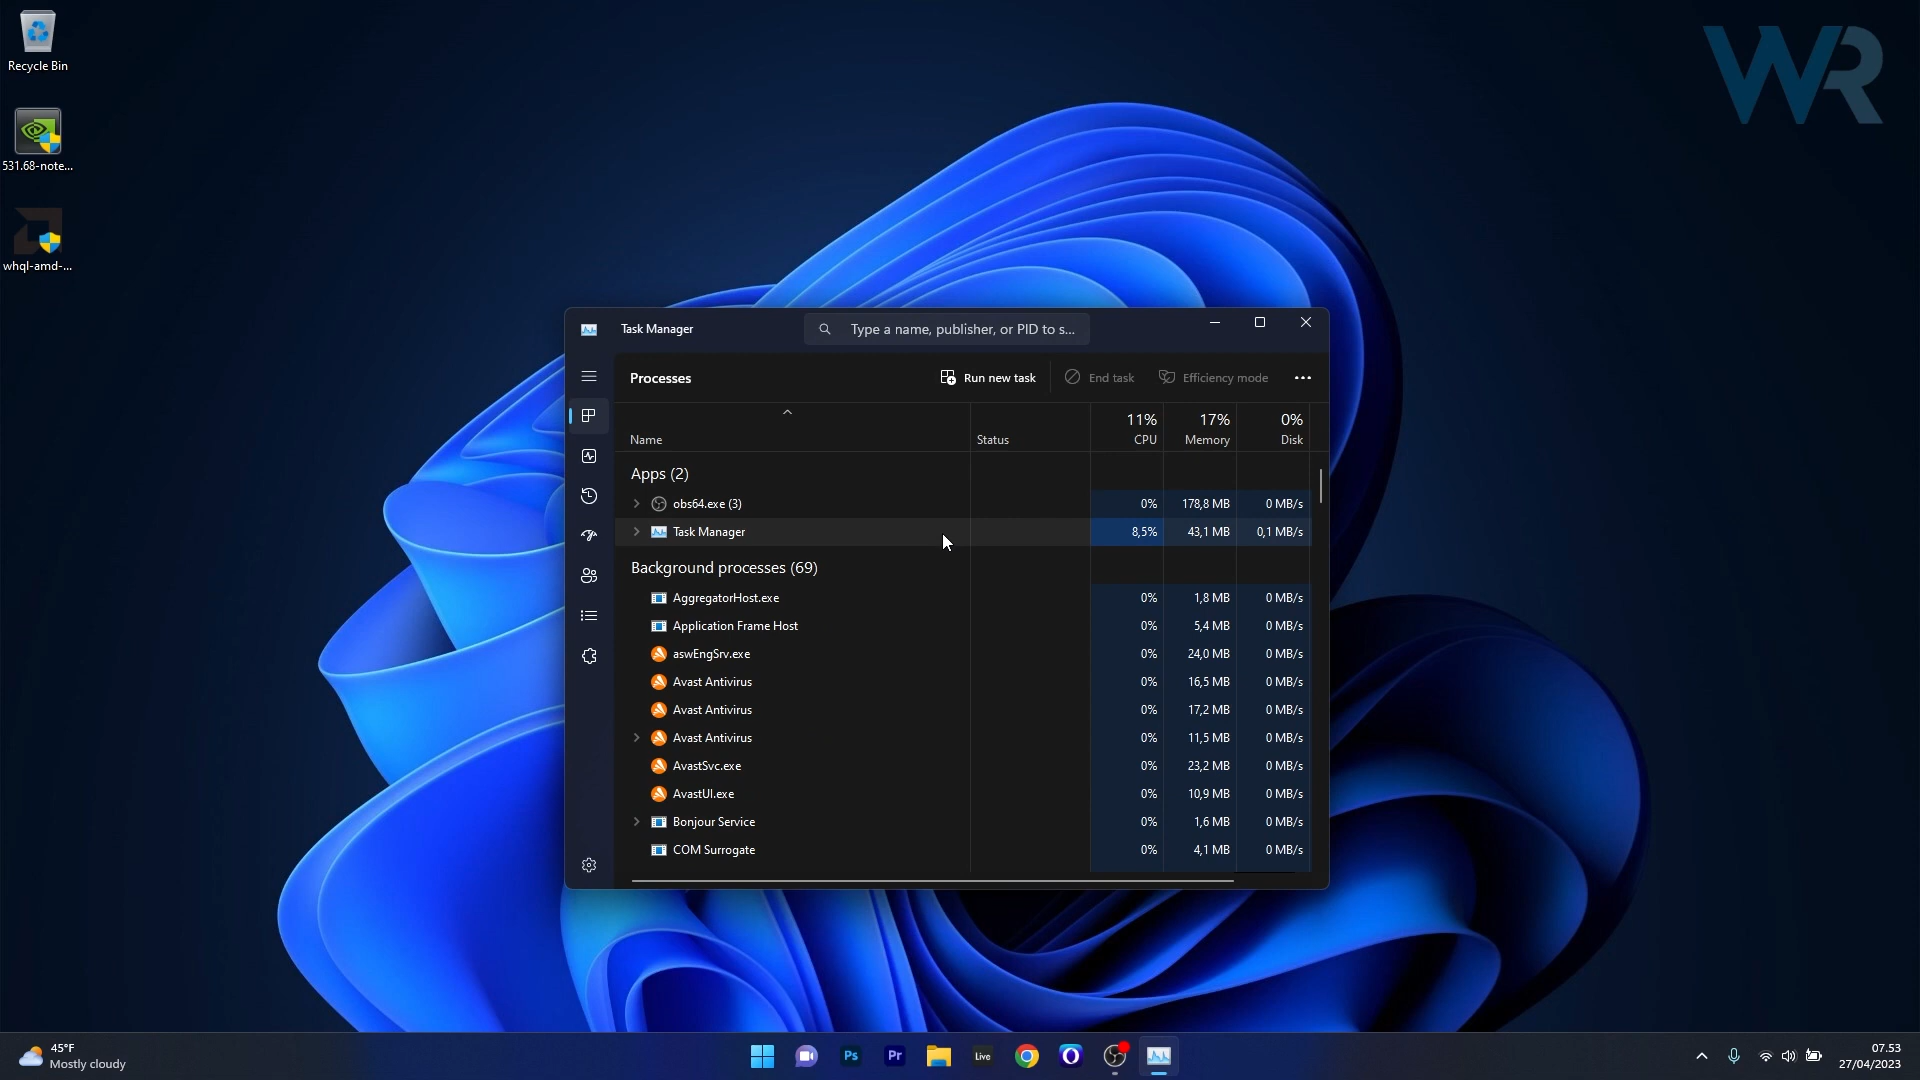 Recycle Bin
531.68-note...
whql-amd-...
WR
Task Manager
Type a name, publisher, or PID to s...
Processes
Run new task
End task
Efficiency mode
11%
17%
0%
Name
Status
CPU
Memory
Disk
Apps (2)
obs64.exe (3)
0%
178,8 MB
0 MB/s
Task Manager
8,5%
43,1 MB
0,1 MB/s
Background processes (69)
AggregatorHost.exe
0%
1,8 MB
0 MB/s
Application Frame Host
0%
5,4 MB
0 MB/s
aswEngSrv.exe
0%
24,0 MB
0 MB/s
Avast Antivirus
0%
16,5 MB
0 MB/s
Avast Antivirus
0%
17,2 MB
0 MB/s
Avast Antivirus
0%
11,5 MB
0 MB/s
AvastSvc.exe
0%
23,2 MB
0 MB/s
AvastUI.exe
0%
10,9 MB
0 MB/s
Bonjour Service
0%
1,6 MB
0 MB/s
COM Surrogate
0%
4,1 MB
0 MB/s
45°F
Mostly cloudy
Ps
Pr
Live
07.53
27/04/2023